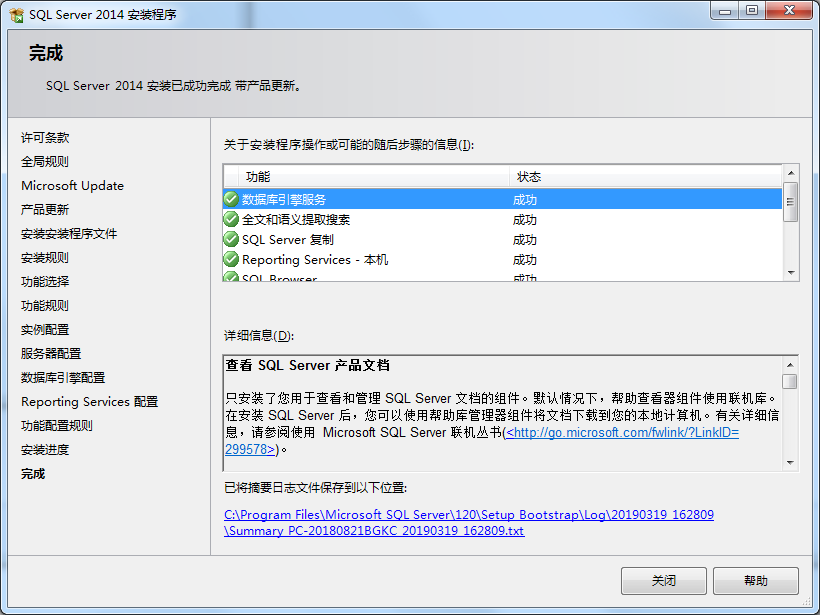 SQL Server 2014 安装程序
完成
SQL Server 2014 安装已成功完成 带产品更新。
许可条款
全局规则
Microsoft Update
产品更新
安装安装程序文件
安装规则
功能选择
功能规则
实例配置
服务器配置
数据库引擎配置
Reporting Services 配置
功能配置规则
安装进度
完成
关于安装程序操作或可能的随后步骤的信息(I):
功能 状态
数据库引擎服务 成功
全文和语义提取搜索 成功
SQL Server 复制 成功
Reporting Services - 本机 成功
SQL Browser 成功
详细信息(D):
查看 SQL Server 产品文档
只安装了您用于查看和管理 SQL Server 文档的组件。默认情况下，帮助查看器组件使用联机库。
在安装 SQL Server 后，您可以使用帮助库管理器组件将文档下载到您的本地计算机。有关详细信
息，请参阅使用 Microsoft SQL Server 联机丛书(<http://go.microsoft.com/fwlink/?LinkID=
299578>)。
已将摘要日志文件保存到以下位置:
C:\Program Files\Microsoft SQL Server\120\Setup Bootstrap\Log\20190319_162809
\Summary_PC-20180821BGKC_20190319_162809.txt
关闭 帮助